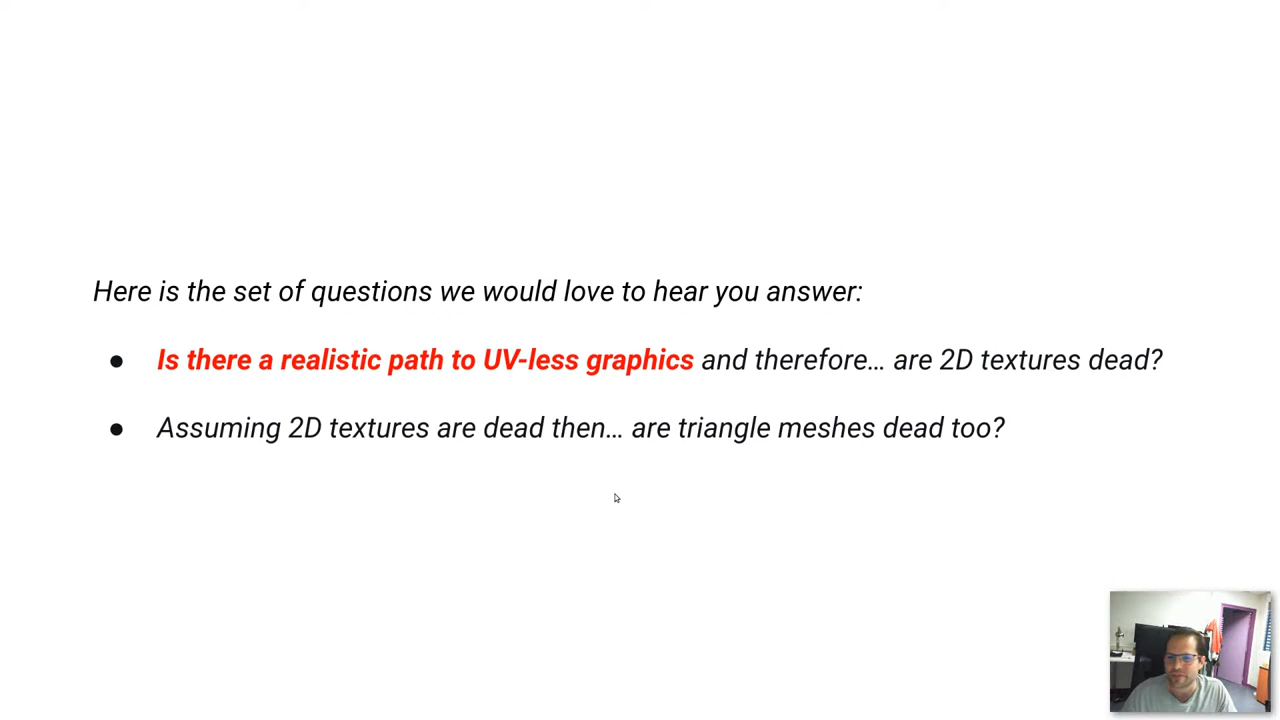 Here is the set of questions we would love to hear you answer:
● Is there a realistic path to UV-less graphics and therefore… are 2D textures dead?
● Assuming 2D textures are dead then… are triangle meshes dead too?